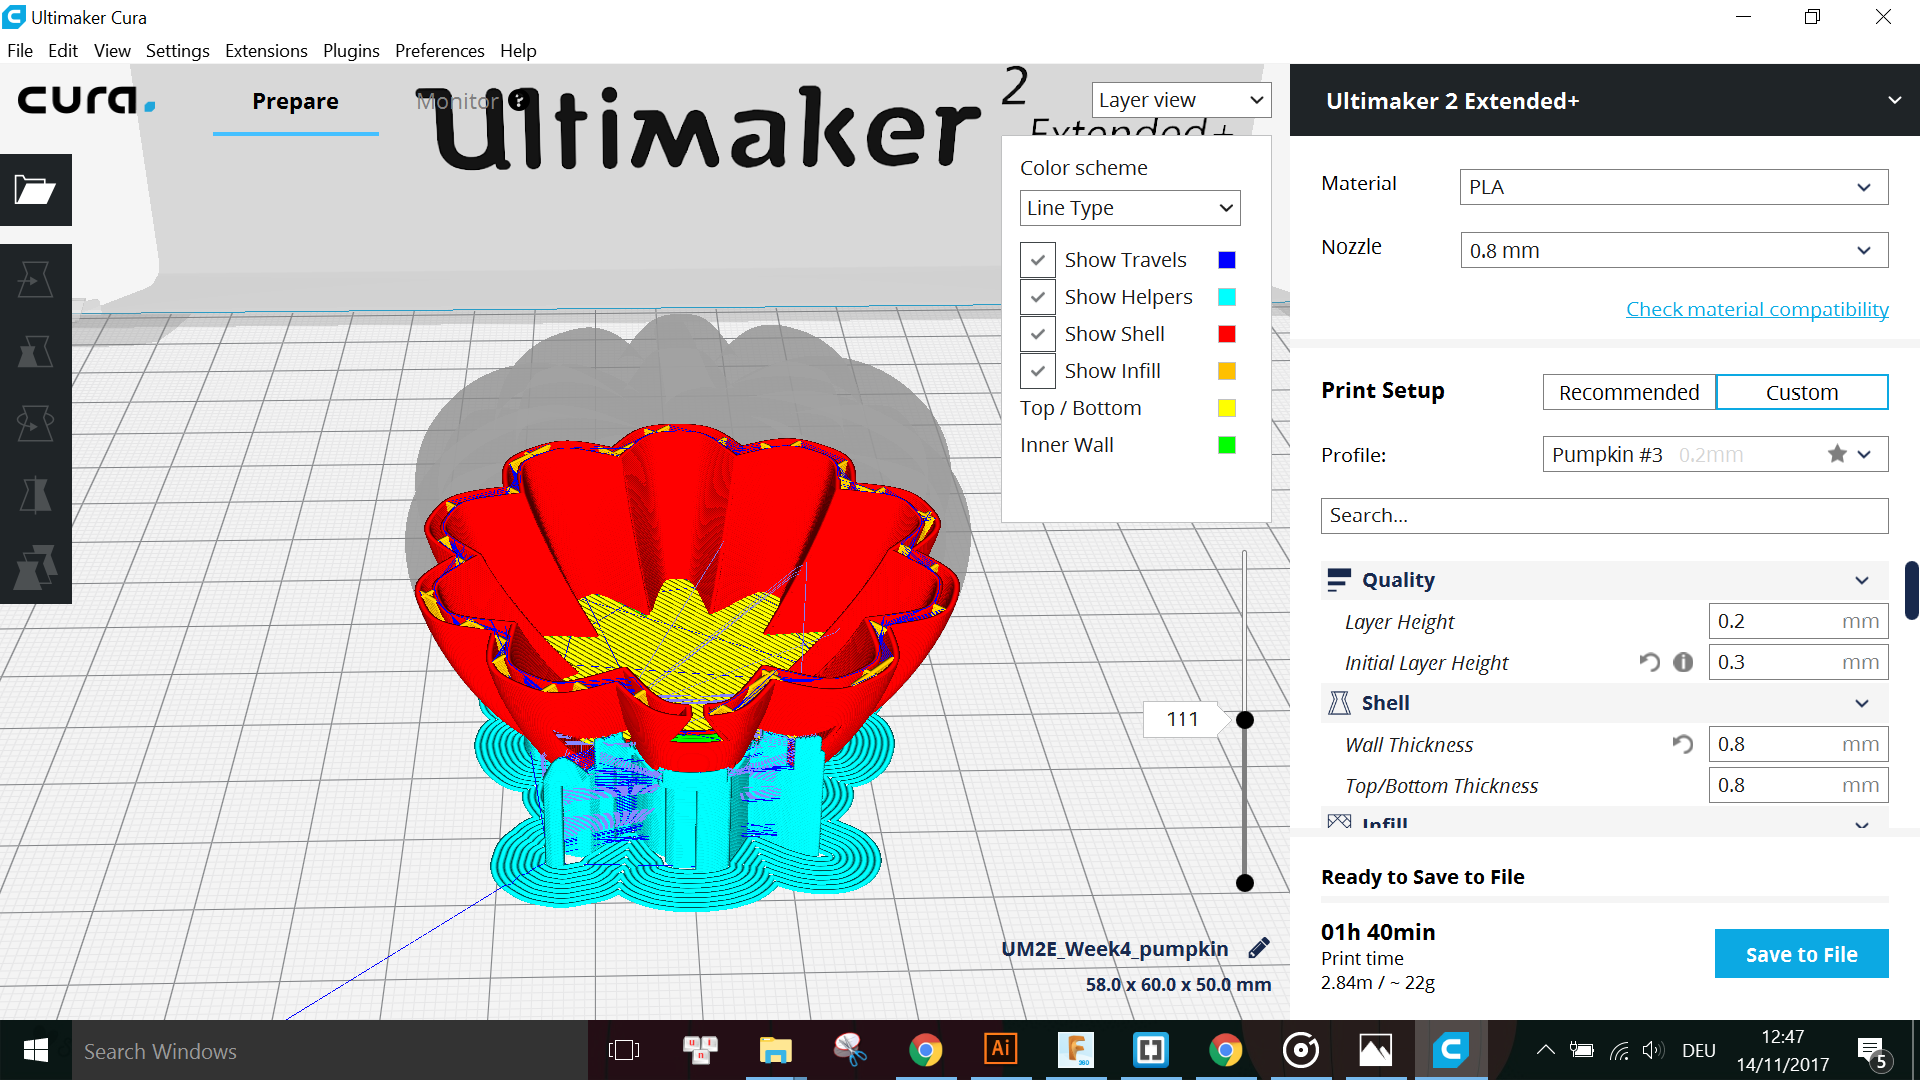 Ultimaker Cura
File Edit View Settings Extensions Plugins Preferences Help
cura.
Prepare
Monitor
Ultimaker 2
Extended+
Layer view
Color scheme
Line Type
Show Travels
Show Helpers
Show Shell
Show Infill
Top / Bottom
Inner Wall
111
UM2E_Week4_pumpkin
58.0 x 60.0 x 50.0 mm
Ultimaker 2 Extended+
Material PLA
Nozzle 0.8 mm
Check material compatibility
Print Setup Recommended Custom
Profile: Pumpkin #3 0.2mm
Search...
Quality
Layer Height 0.2 mm
Initial Layer Height 0.3 mm
Shell
Wall Thickness 0.8 mm
Top/Bottom Thickness 0.8 mm
Infill
Ready to Save to File
01h 40min
Print time
2.84m / ~ 22g
Save to File
Search Windows
u i n
Ai
F
360
DEU
12:47
14/11/2017
5